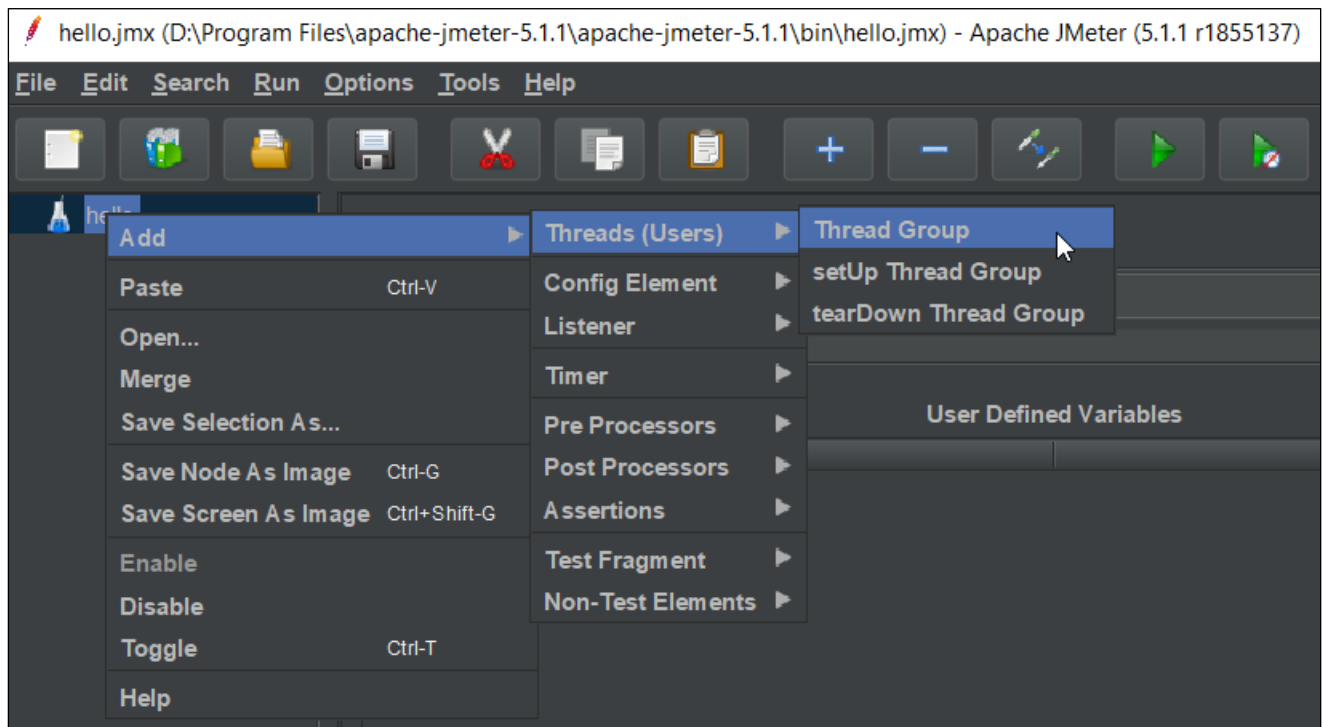 hello.jmx (D:\Program Files\apache-jmeter-5.1.1\apache-jmeter-5.1.1\bin\hello.jmx) - Apache JMeter (5.1.1 r1855137)
File Edit Search Run Options Tools Help
Add
Paste Ctrl-V
Open...
Merge
Save Selection As...
Save Node As Image Ctrl-G
Save Screen As Image Ctrl+Shift-G
Enable
Disable
Toggle Ctrl-T
Help
Threads (Users)
Config Element
Listener
Timer
Pre Processors
Post Processors
Assertions
Test Fragment
Non-Test Elements
Thread Group
setUp Thread Group
tearDown Thread Group
User Defined Variables